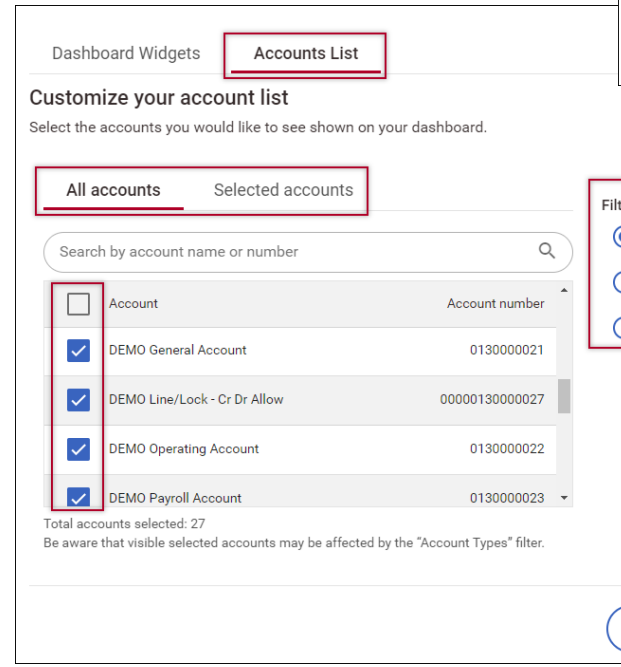 Dashboard Widgets Accounts List
Customize your account list
Select the accounts you would like to see shown on your dashboard.
All accounts Selected accounts
Search by account name or number
Account Account number
DEMO General Account 0130000021
DEMO Line/Lock - Cr Dr Allow 00000130000027
DEMO Operating Account 0130000022
DEMO Payroll Account 0130000023
Total accounts selected: 27
Be aware that visible selected accounts may be affected by the "Account Types" filter.